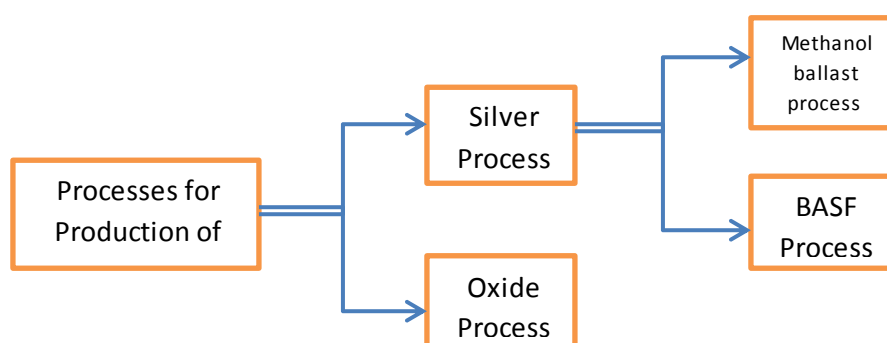 Processes for
Production of
Silver
Process
Oxide
Process
Methanol
ballast
process
BASF
Process